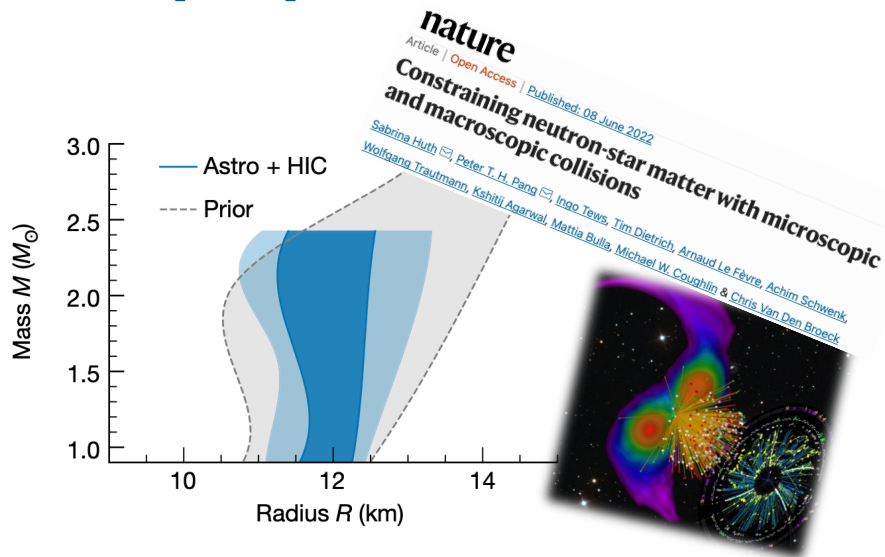 nature
Article | Open Access | Published: 08 June 2022
Constraining neutron-star matter with microscopic
and macroscopic collisions
Sabrina Huth, Peter T. H. Pang, Ingo Tews, Tim Dietrich, Arnaud Le Fèvre, Achim Schwenk,
Wolfgang Trautmann, Kshitij Agarwal, Mattia Bulla, Michael W. Coughlin & Chris Van Den Broeck
Astro + HIC
Prior
Mass M (M⊙)
3.0
2.5
2.0
1.5
1.0
10
12
14
Radius R (km)